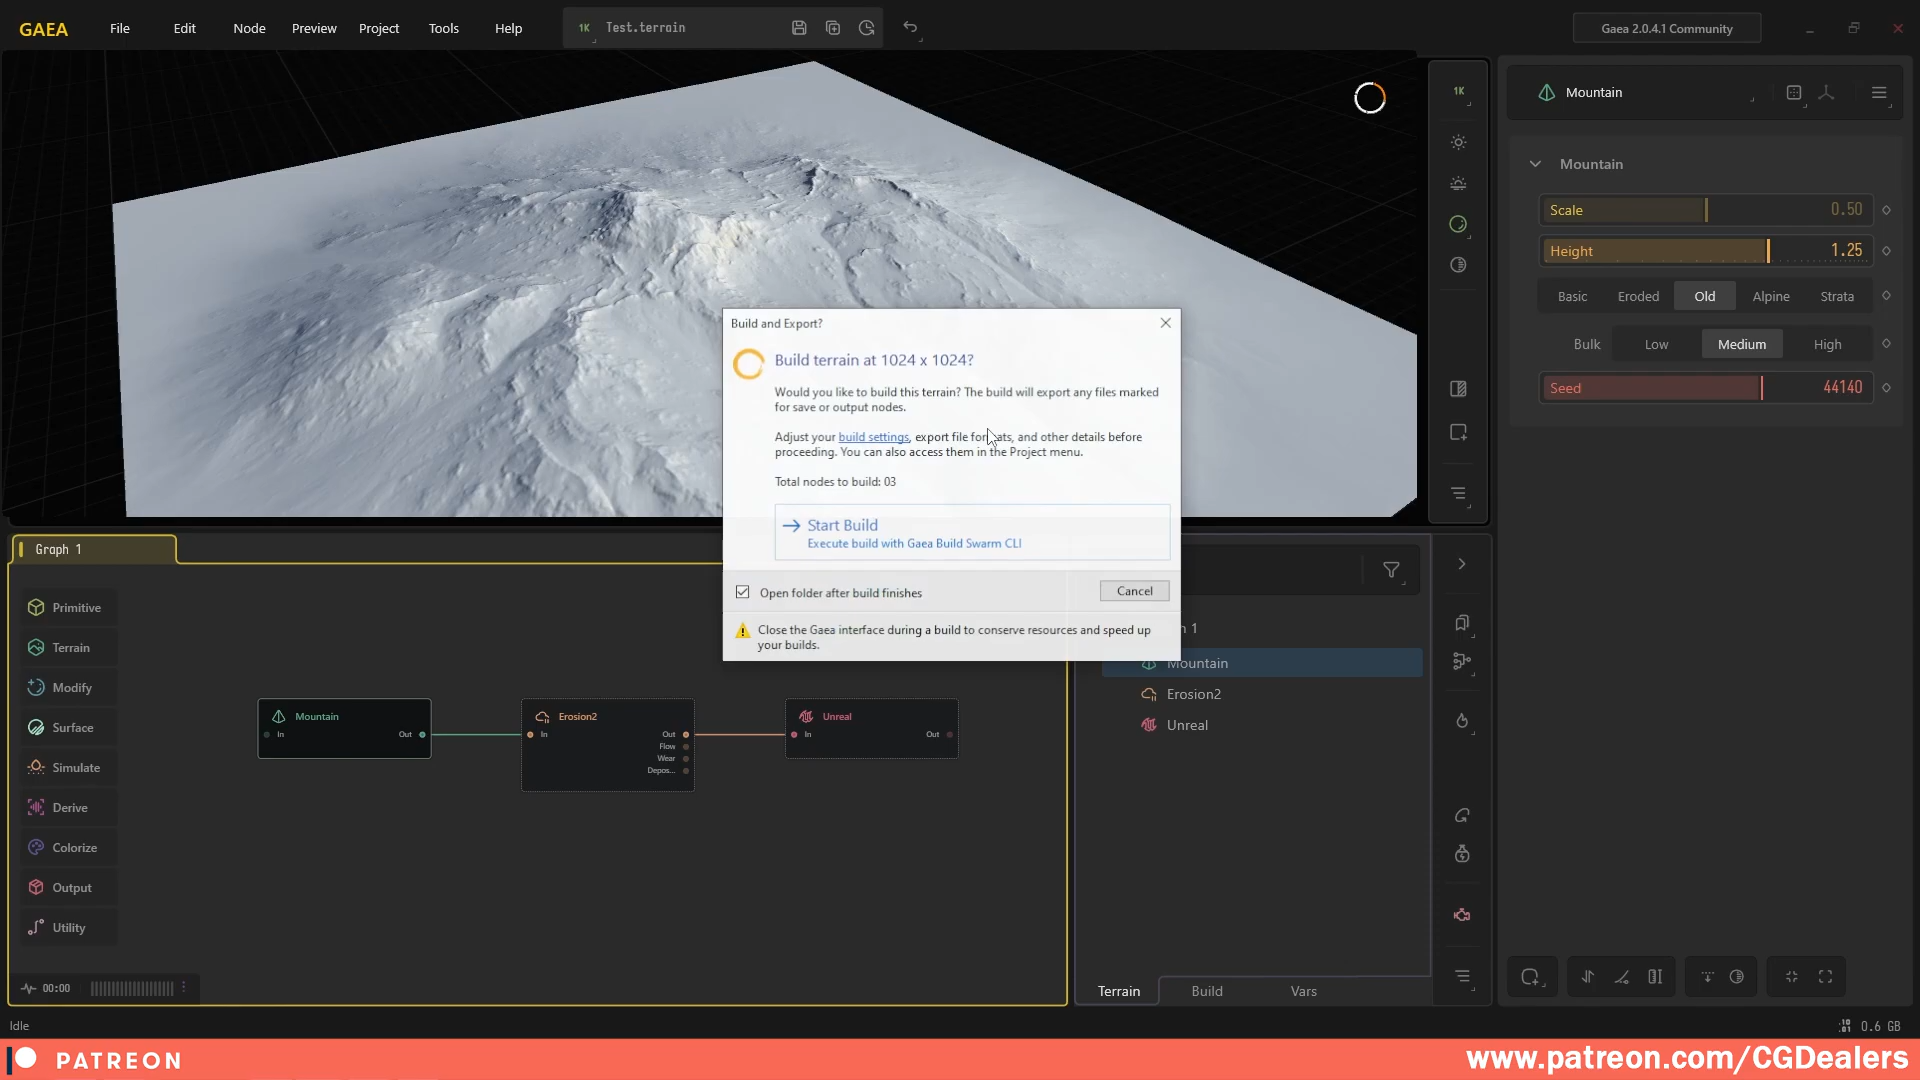 GAEA
File
Edit
Node
Preview
Project
Tools
Help
1K
Test.terrain
Gaea 2.0.4.1 Community
1K
Mountain
Mountain
Scale
0.50
Height
1.25
Basic
Eroded
Old
Alpine
Strata
Bulk
Low
Medium
High
Seed
44140
Build and Export?
Build terrain at 1024 x 1024?
Would you like to build this terrain? The build will export any files marked
for save or output nodes.
Adjust your build settings, export file formats, and other details before
proceeding. You can also access them in the Project menu.
Total nodes to build: 03
Start Build
Execute build with Gaea Build Swarm CLI
Open folder after build finishes
Cancel
Close the Gaea interface during a build to conserve resources and speed up
your builds.
Graph 1
Primitive
Terrain
Modify
Surface
Simulate
Derive
Colorize
Output
Utility
Mountain
In
Out
Erosion2
In
Out
Flow
Wear
Depos...
Unreal
In
Out
1
Mountain
Erosion2
Unreal
Terrain
Build
Vars
00:00
Idle
0.6 GB
PATREON
www.patreon.com/CGDealers